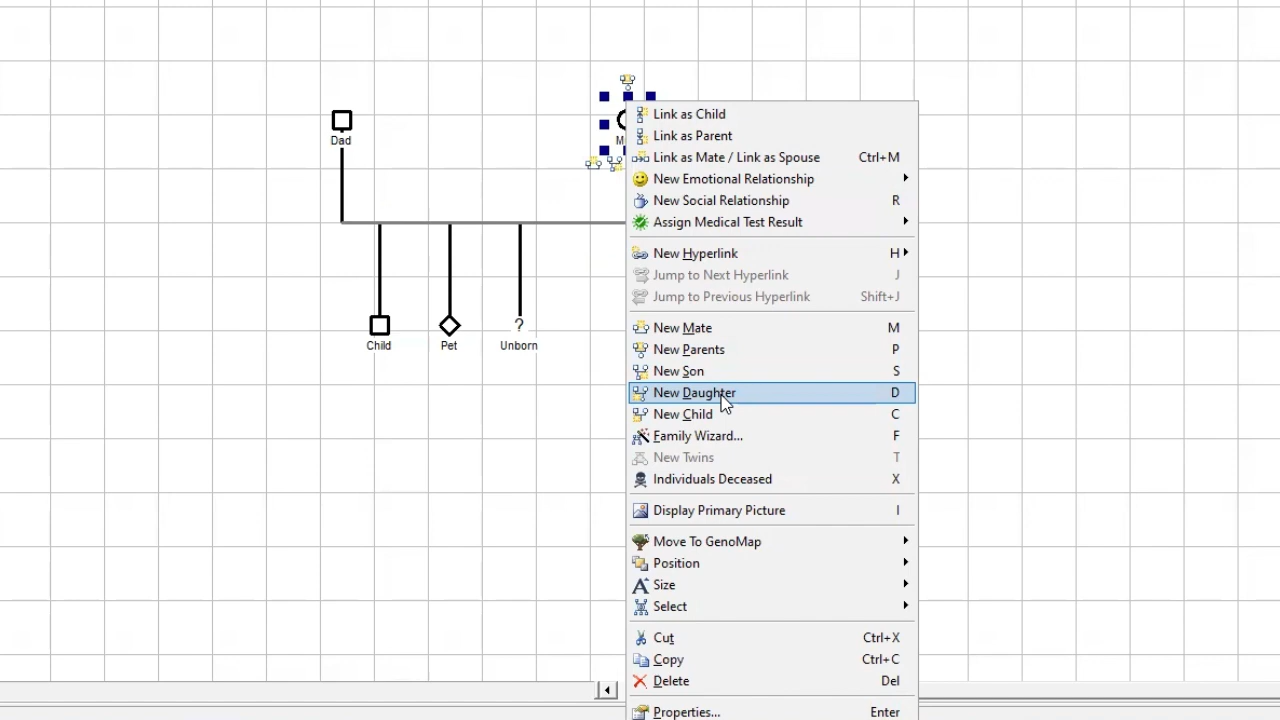 Dad
M
Child
Pet
?
Unborn
Link as Child
Link as Parent
Link as Mate / Link as Spouse Ctrl+M
New Emotional Relationship
New Social Relationship R
Assign Medical Test Result
New Hyperlink H
Jump to Next Hyperlink J
Jump to Previous Hyperlink Shift+J
New Mate M
New Parents P
New Son S
New Daughter D
New Child C
Family Wizard... F
New Twins T
Individuals Deceased X
Display Primary Picture I
Move To GenoMap
Position
Size
Select
Cut Ctrl+X
Copy Ctrl+C
Delete Del
Properties... Enter